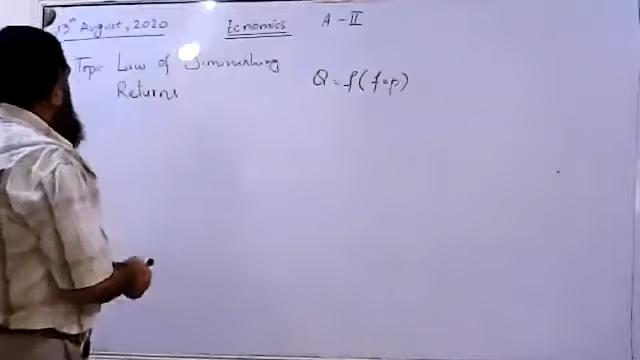 13th August, 2020 Economics A - II
Topic Law of Diminishing
Returns
Q = f(fop)